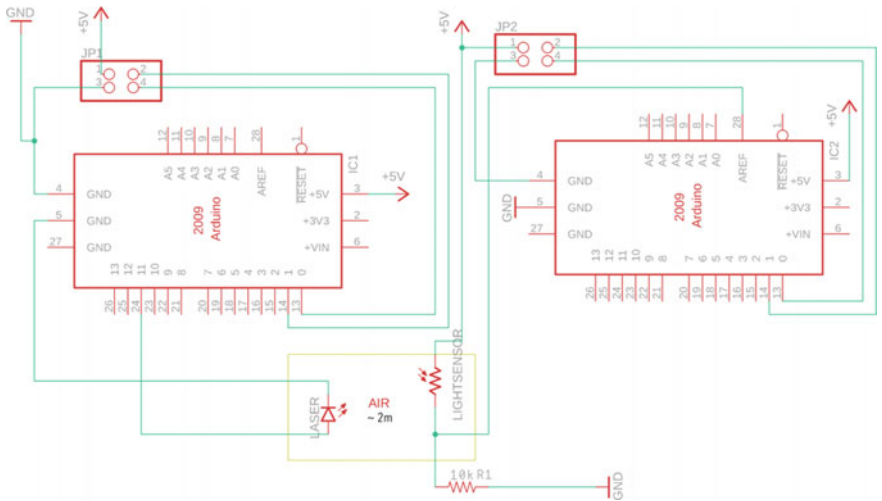 GND
+5V
JP1
1 2
3 4
12 11 10 9 8 7 28 1
A5 A4 A3 A2 A1 A0 AREF RESET
IC1
4 GND
5 GND
27 GND
2009
Arduino
+5V 3
+3V3 2
+VIN 6
+5V
13 12 11 10 9 8 7 6 5 4 3 2 1 0
26 25 24 23 22 21 20 19 18 17 16 15 14 13
+5V
JP2
1 2
3 4
12 11 10 9 8 7 28 1
A5 A4 A3 A2 A1 A0 AREF RESET
IC2
+5V
4 GND
GND
5 GND
27 GND
2009
Arduino
+5V 3
+3V3 2
+VIN 6
13 12 11 10 9 8 7 6 5 4 3 2 1 0
26 25 24 23 22 21 20 19 18 17 16 15 14 13
LASER
AIR
~ 2m
LIGHTSENSOR
10k R1
GND